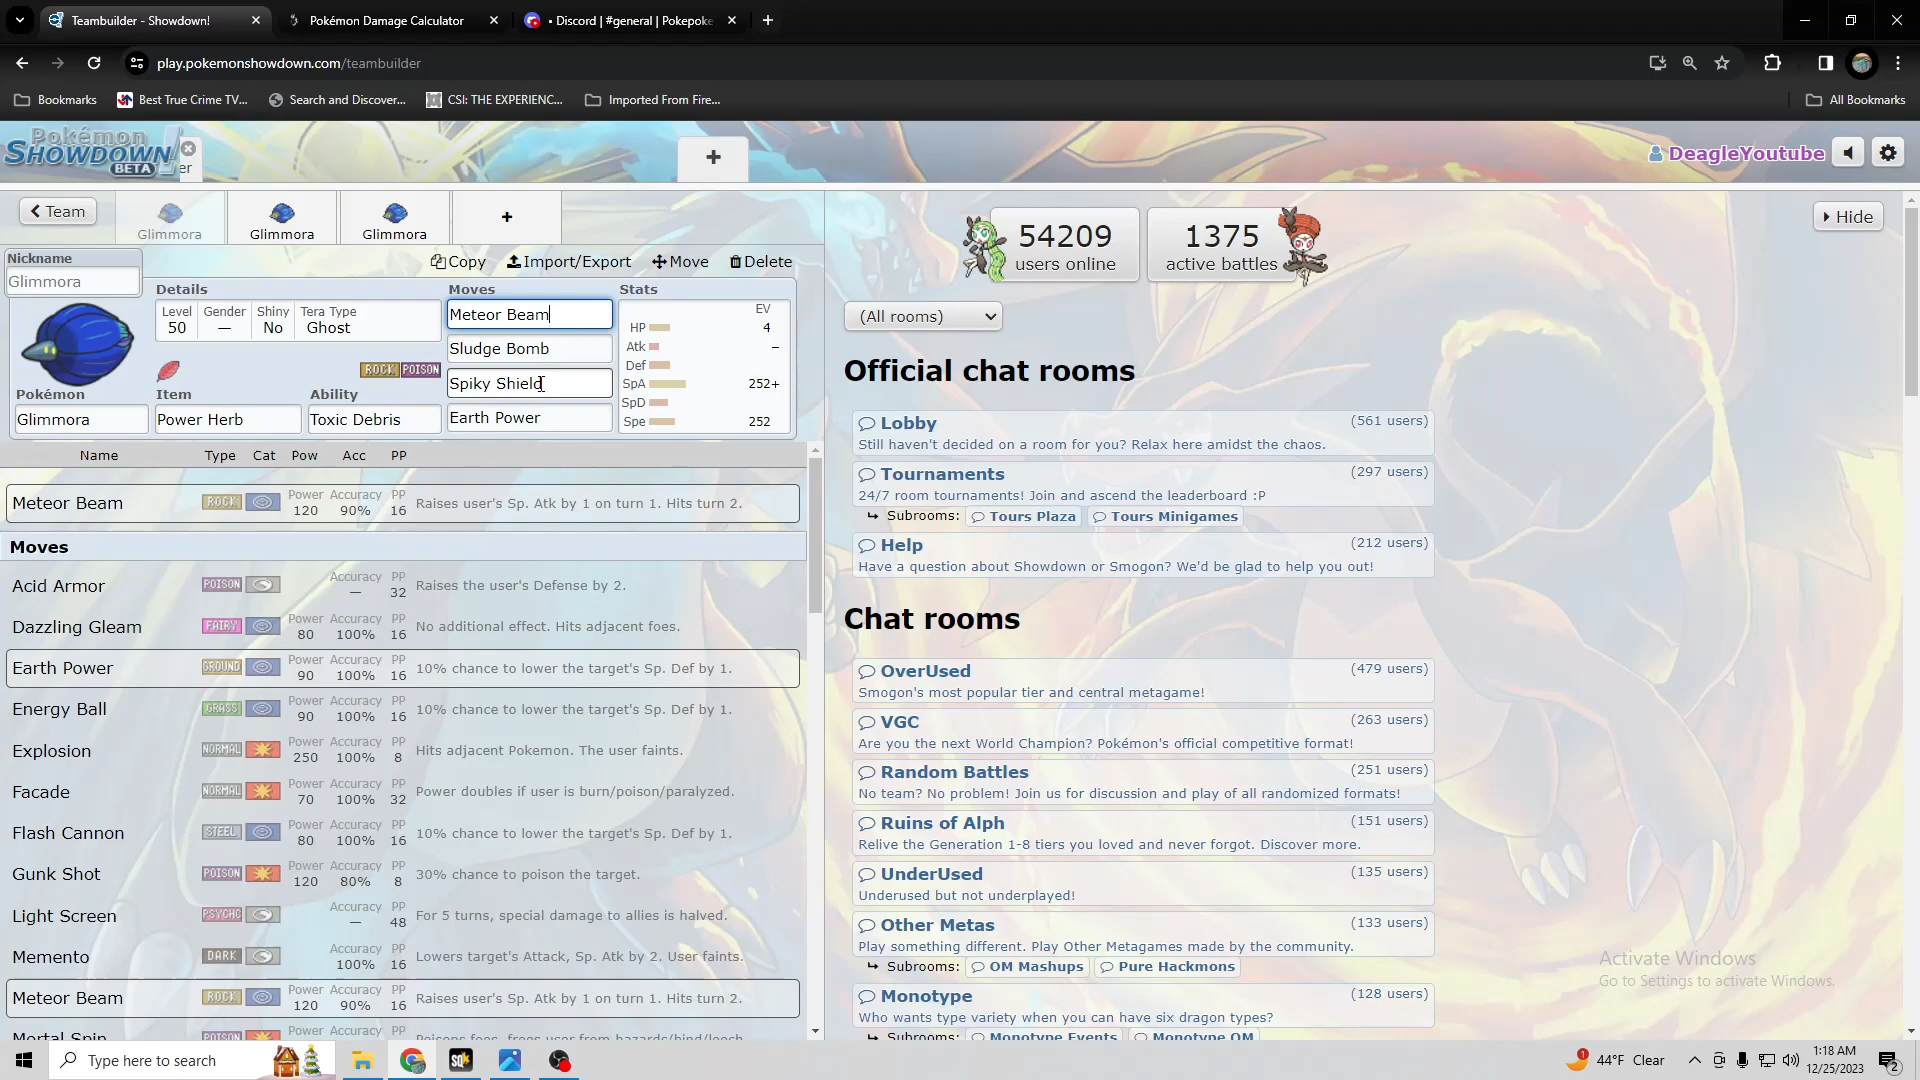 Teambuilder - Showdown!
Pokémon Damage Calculator
• Discord | #general | Pokepoke
play.pokemonshowdown.com/teambuilder
Bookmarks
Best True Crime TV...
Search and Discover...
CSI: THE EXPERIENC...
Imported From Fire...
All Bookmarks
Pokémon
SHOWDOWN
BETA
er
DeagleYoutube
Team
Glimmora
Glimmora
Glimmora
Copy
Import/Export
Move
Delete
Nickname
Glimmora
Details
Level
50
Gender
—
Shiny
No
Tera Type
Ghost
ROCK POISON
Pokémon
Glimmora
Item
Power Herb
Ability
Toxic Debris
Moves
Meteor Beam
Sludge Bomb
Spiky Shield
Earth Power
Stats
EV
HP 4
Atk –
Def
SpA 252+
SpD
Spe 252
Name Type Cat Pow Acc PP
Meteor Beam ROCK Power 120 Accuracy 90% PP 16 Raises user's Sp. Atk by 1 on turn 1. Hits turn 2.
Moves
Acid Armor POISON Accuracy — PP 32 Raises the user's Defense by 2.
Dazzling Gleam FAIRY Power 80 Accuracy 100% PP 16 No additional effect. Hits adjacent foes.
Earth Power GROUND Power 90 Accuracy 100% PP 16 10% chance to lower the target's Sp. Def by 1.
Energy Ball GRASS Power 90 Accuracy 100% PP 16 10% chance to lower the target's Sp. Def by 1.
Explosion NORMAL Power 250 Accuracy 100% PP 8 Hits adjacent Pokemon. The user faints.
Facade NORMAL Power 70 Accuracy 100% PP 32 Power doubles if user is burn/poison/paralyzed.
Flash Cannon STEEL Power 80 Accuracy 100% PP 16 10% chance to lower the target's Sp. Def by 1.
Gunk Shot POISON Power 120 Accuracy 80% PP 8 30% chance to poison the target.
Light Screen PSYCHC Accuracy — PP 48 For 5 turns, special damage to allies is halved.
Memento DARK Accuracy 100% PP 16 Lowers target's Attack, Sp. Atk by 2. User faints.
Meteor Beam ROCK Power 120 Accuracy 90% PP 16 Raises user's Sp. Atk by 1 on turn 1. Hits turn 2.
Mortal Spin POISON Power Accuracy PP Poisons foes, frees user from hazards/bind/leech
54209
users online
1375
active battles
Hide
(All rooms)
Official chat rooms
Lobby (561 users)
Still haven't decided on a room for you? Relax here amidst the chaos.
Tournaments (297 users)
24/7 room tournaments! Join and ascend the leaderboard :P
Subrooms: Tours Plaza Tours Minigames
Help (212 users)
Have a question about Showdown or Smogon? We'd be glad to help you out!
Chat rooms
OverUsed (479 users)
Smogon's most popular tier and central metagame!
VGC (263 users)
Are you the next World Champion? Pokémon's official competitive format!
Random Battles (251 users)
No team? No problem! Join us for discussion and play of all randomized formats!
Ruins of Alph (151 users)
Relive the Generation 1-8 tiers you loved and never forgot. Discover more.
UnderUsed (135 users)
Underused but not underplayed!
Other Metas (133 users)
Play something different. Play Other Metagames made by the community.
Subrooms: OM Mashups Pure Hackmons
Monotype (128 users)
Who wants type variety when you can have six dragon types?
Subrooms: Monotype Events Monotype OM
Activate Windows
Go to Settings to activate Windows.
Type here to search
1
44°F Clear
1:18 AM
12/25/2023
2